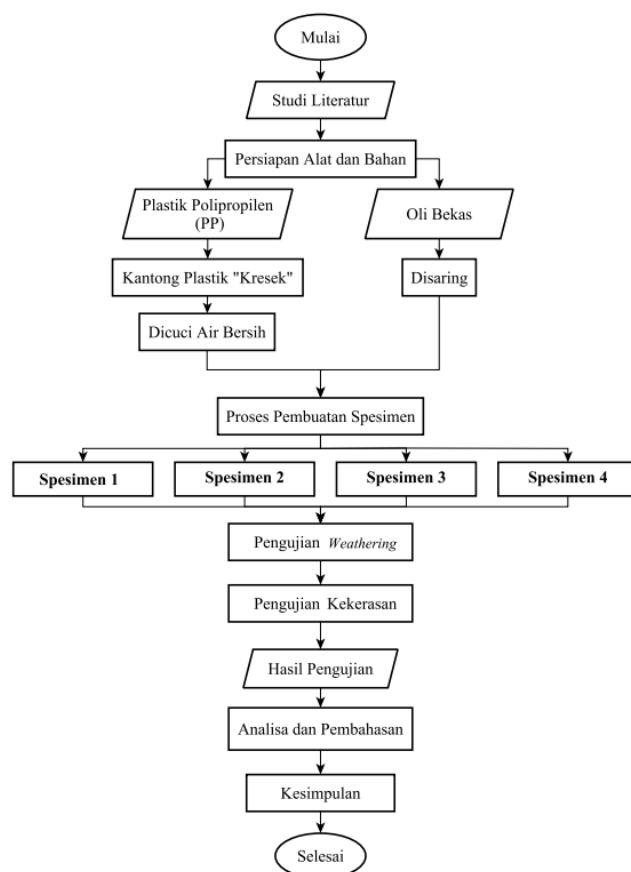 Mulai
Studi Literatur
Persiapan Alat dan Bahan
Plastik Polipropilen
(PP)
Oli Bekas
Kantong Plastik "Kresek"
Disaring
Dicuci Air Bersih
Proses Pembuatan Spesimen
Spesimen 1
Spesimen 2
Spesimen 3
Spesimen 4
Pengujian Weathering
Pengujian Kekerasan
Hasil Pengujian
Analisa dan Pembahasan
Kesimpulan
Selesai